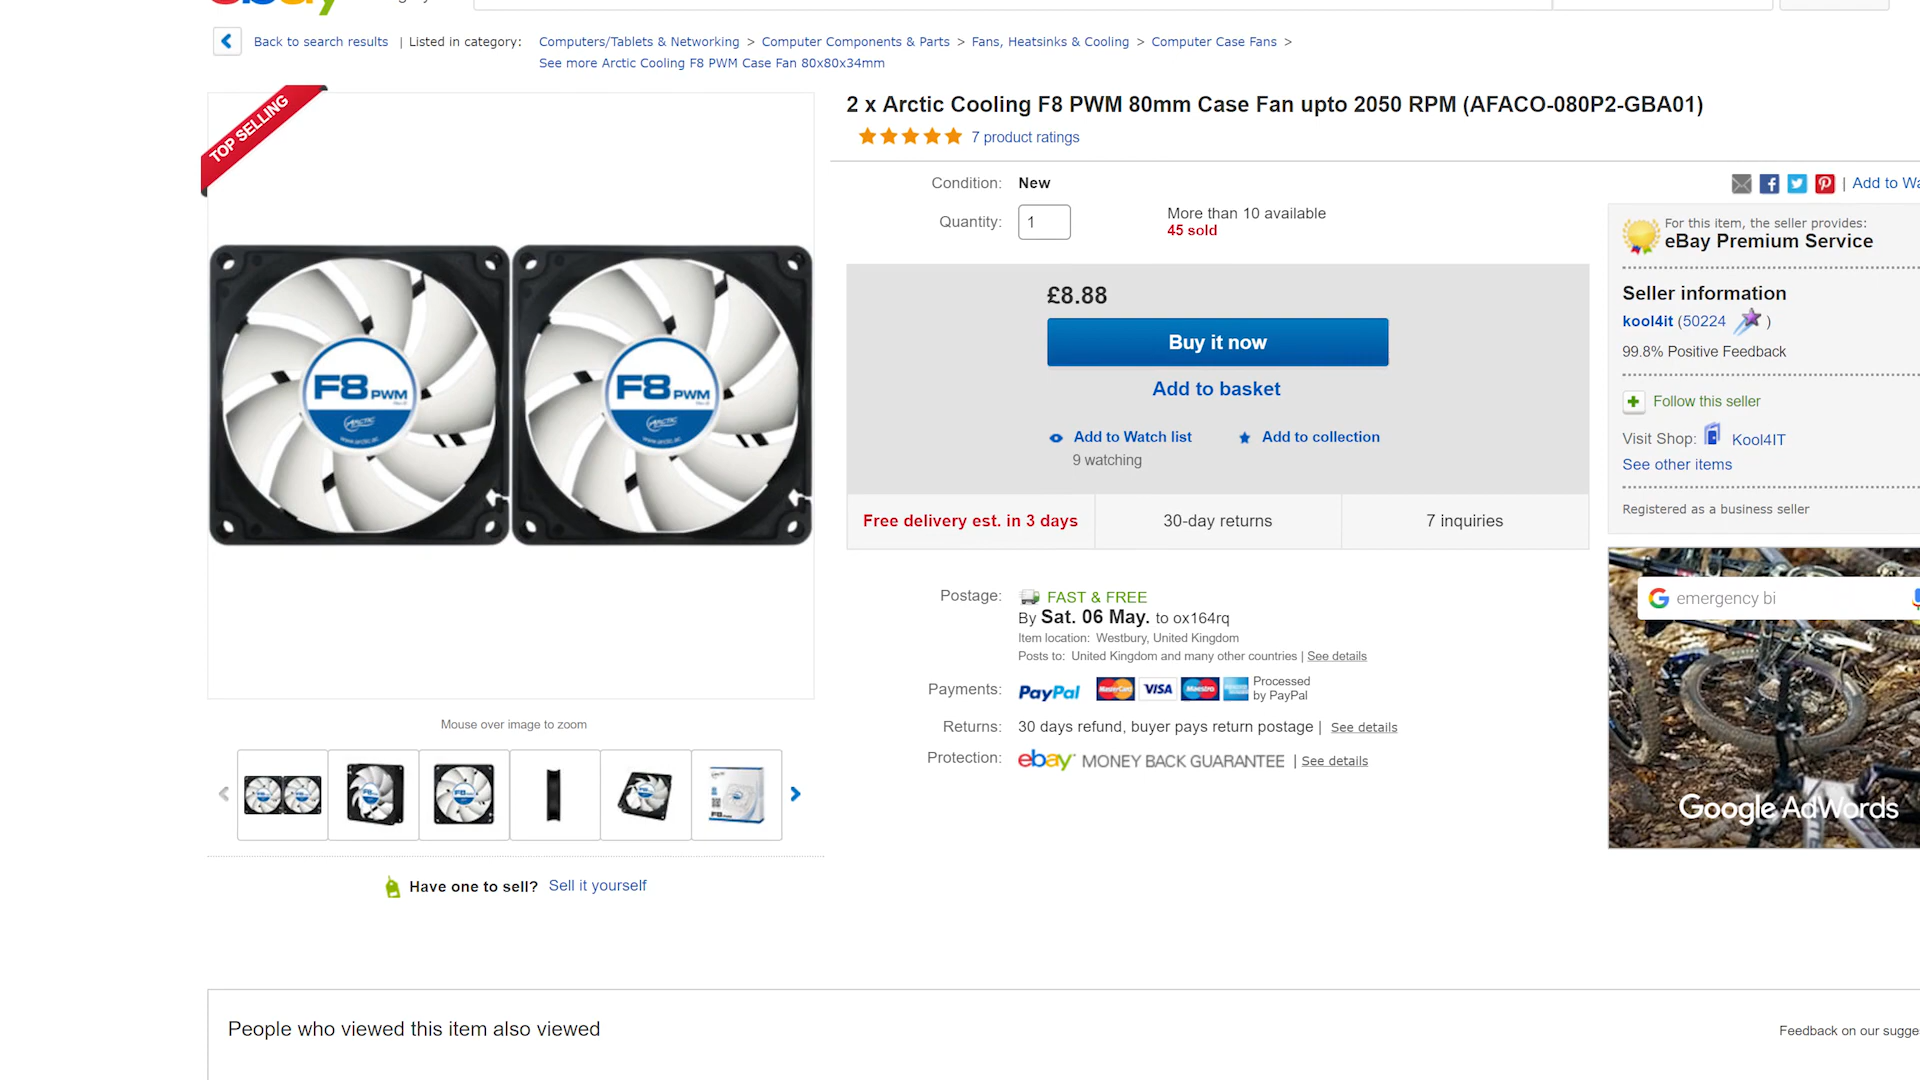 Back to search results | Listed in category: Computers/Tablets & Networking > Computer Components & Parts > Fans, Heatsinks & Cooling > Computer Case Fans >
See more Arctic Cooling F8 PWM Case Fan 80x80x34mm
TOP SELLING
F8 PWM
ARCTIC
www.arctic.ac
F8 PWM
ARCTIC
www.arctic.ac
2 x Arctic Cooling F8 PWM 80mm Case Fan upto 2050 RPM (AFACO-080P2-GBA01)
7 product ratings
Condition: New
Quantity: 1
More than 10 available
45 sold
£8.88
Buy it now
Add to basket
Add to Watch list
Add to collection
9 watching
Free delivery est. in 3 days
30-day returns
7 inquiries
Postage: FAST & FREE
By Sat. 06 May. to ox164rq
Item location: Westbury, United Kingdom
Posts to: United Kingdom and many other countries | See details
Payments: PayPal MasterCard VISA Maestro Processed
by PayPal
Returns: 30 days refund, buyer pays return postage | See details
Protection: ebay MONEY BACK GUARANTEE | See details
| Add to Wa
For this item, the seller provides:
eBay Premium Service
Seller information
kool4it (50224 )
99.8% Positive Feedback
Follow this seller
Visit Shop: Kool4IT
See other items
Registered as a business seller
G emergency bi
Google AdWords
Mouse over image to zoom
Have one to sell? Sell it yourself
People who viewed this item also viewed
Feedback on our sugge